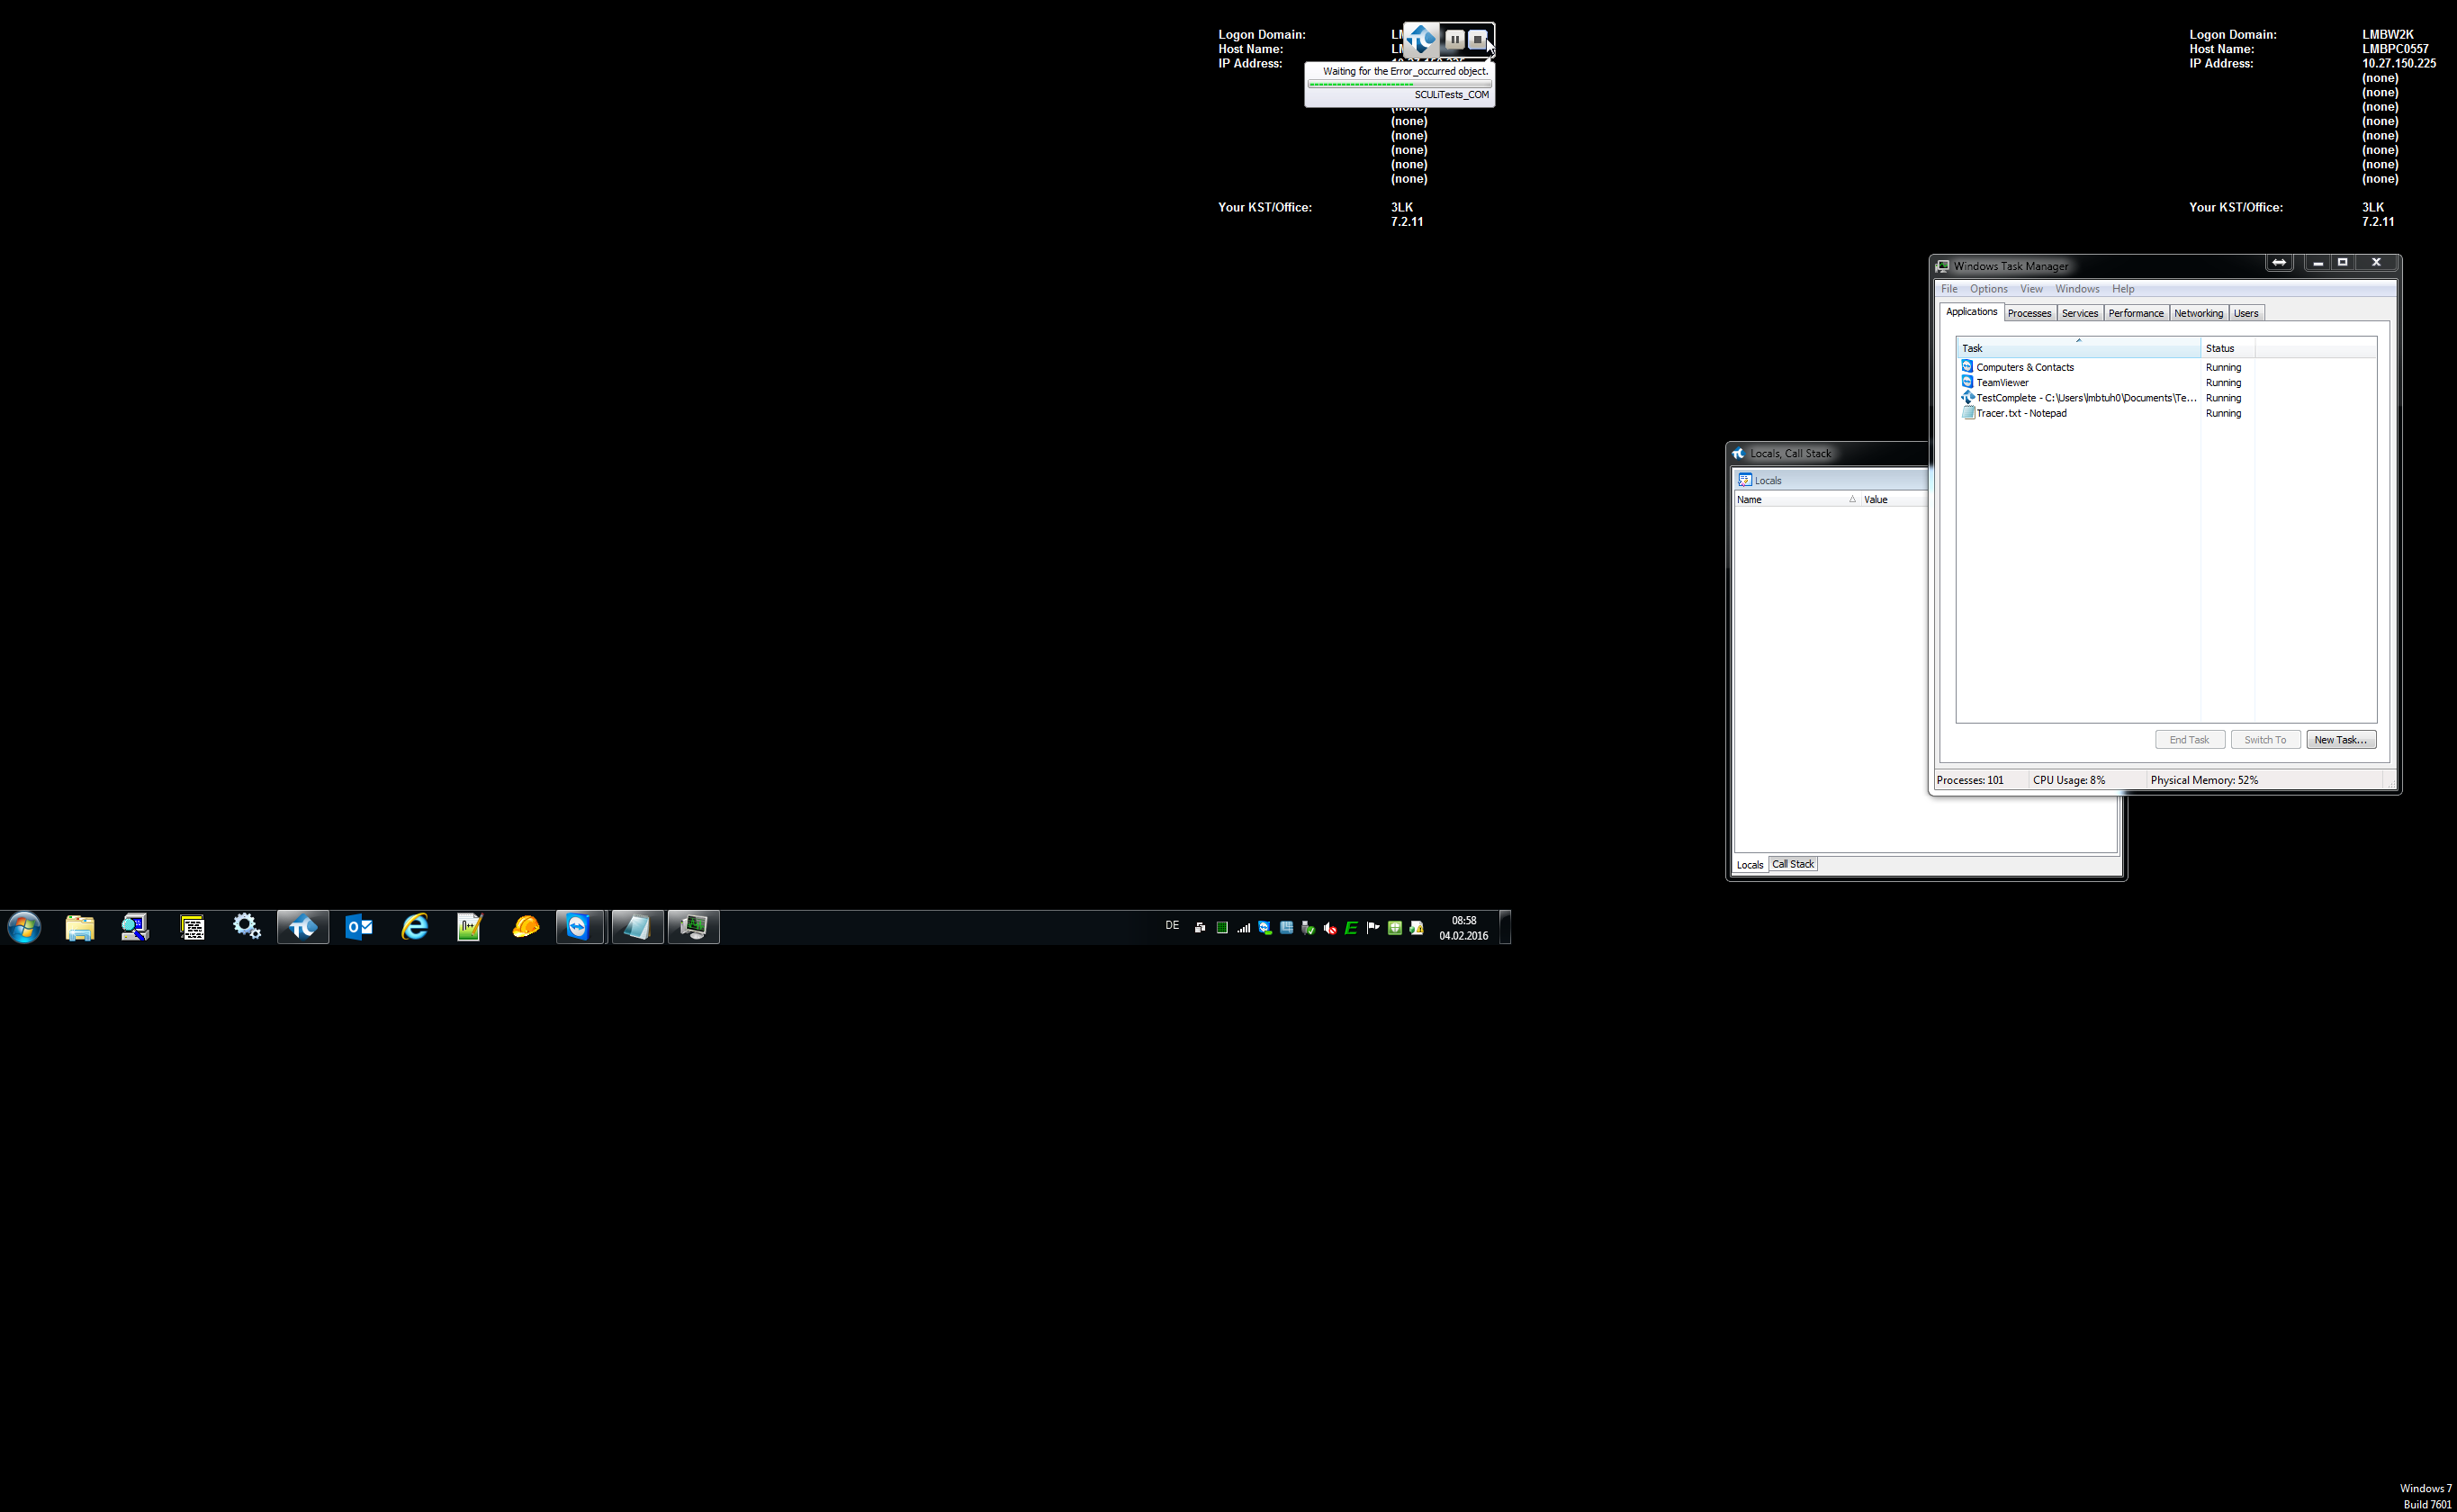 Logon Domain:
Host Name:
IP Address:
(none)
(none)
(none)
(none)
(none)
Your KST/Office: 3LK
7.2.11
Waiting for the Error_occurred object.
SCULiTests_COM
Logon Domain: LMBW2K
Host Name: LMBPC0557
IP Address: 10.27.150.225
(none)
(none)
(none)
(none)
(none)
(none)
(none)
(none)
Your KST/Office: 3LK
7.2.11
Windows Task Manager
File Options View Windows Help
Applications Processes Services Performance Networking Users
Task Status
Computers & Contacts Running
TeamViewer Running
TestComplete - C:\Users\lmbtuh0\Documents\Te... Running
Tracer.txt - Notepad Running
End Task Switch To New Task...
Processes: 101 CPU Usage: 8% Physical Memory: 52%
Locals, Call Stack
Locals
Name Value
Locals Call Stack
DE
08:58
04.02.2016
Windows 7
Build 7601